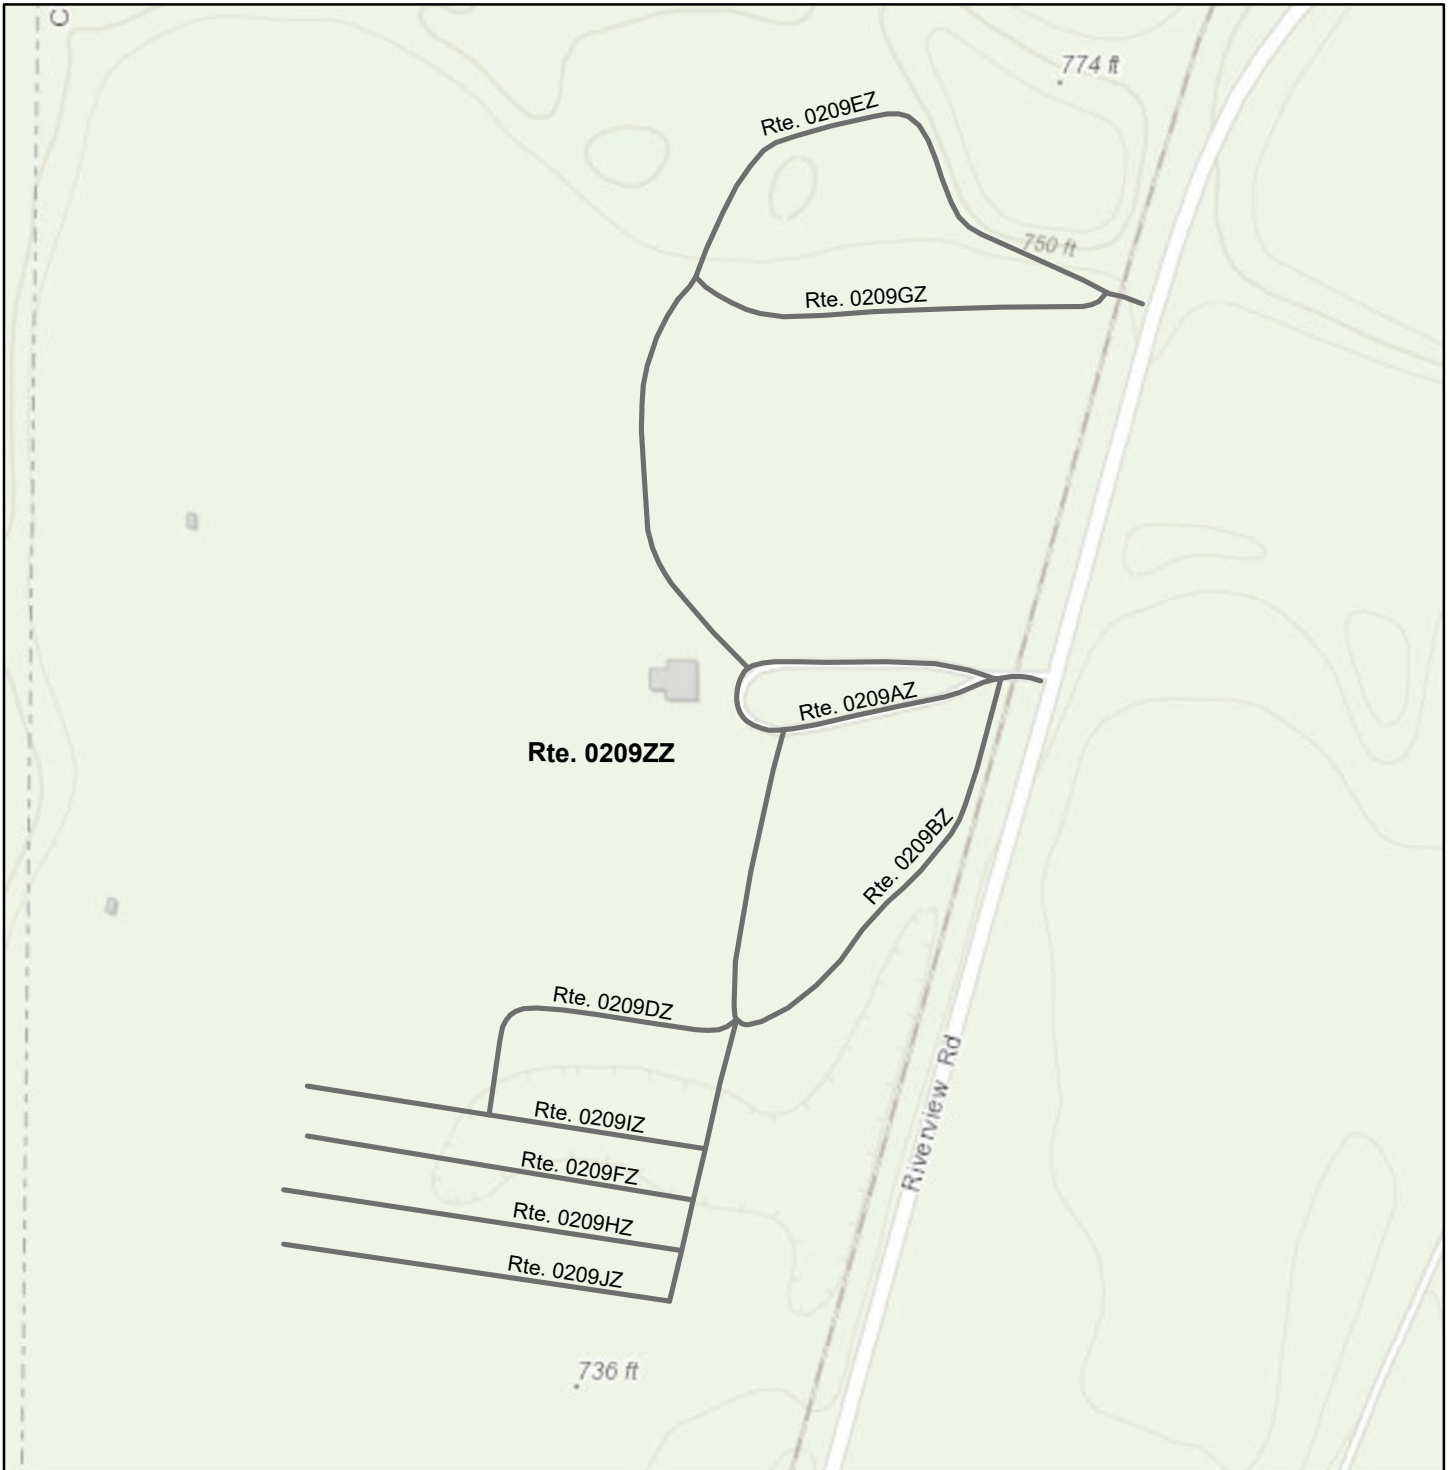 C
774 ft
Rte. 0209EZ
750 ft
Rte. 0209GZ
Rte. 0209AZ
Rte. 0209ZZ
Rte. 0209BZ
Rte. 0209DZ
Riverview Rd
Rte. 0209IZ
Rte. 0209FZ
Rte. 0209HZ
Rte. 0209JZ
736 ft